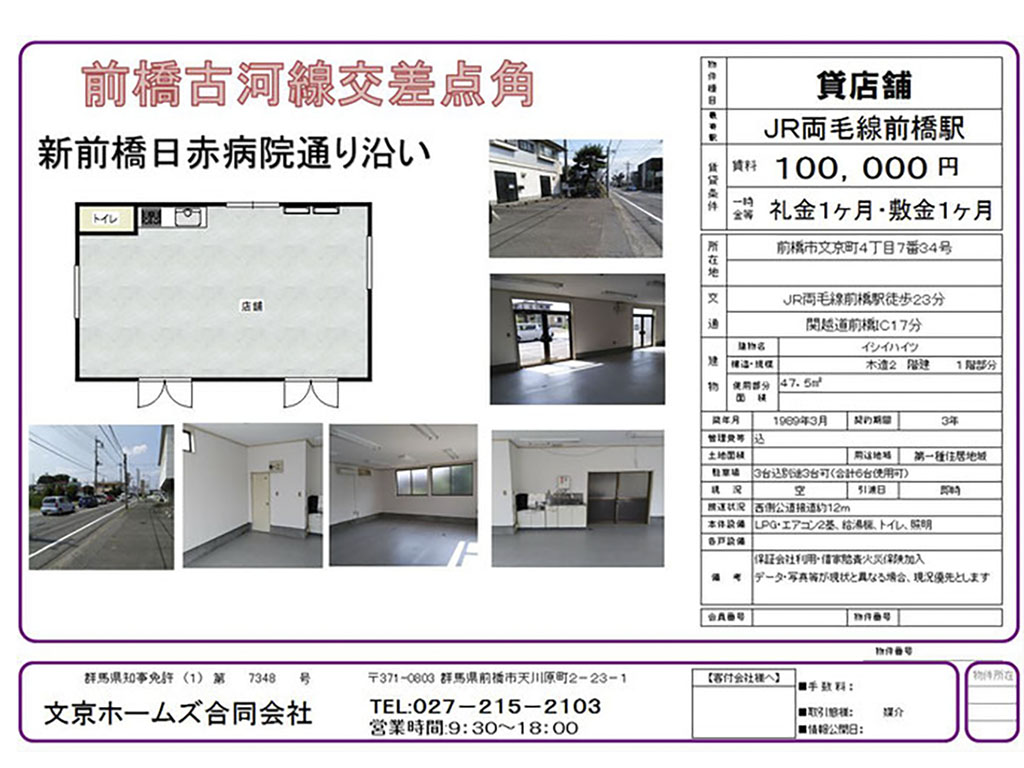 前橋古河線交差点角
新前橋日赤病院通り沿い
トイレ
店舗
物件種目
貸店舗
最寄駅
JR両毛線前橋駅
賃貸条件
賃料
100,000円
一時金等
礼金1ヶ月・敷金1ヶ月
所在地
前橋市文京町4丁目7番34号
交通
JR両毛線前橋駅徒歩23分
関越道前橋IC17分
建物
建物名
イシイハイツ
構造・規模
木造2 階建 1階部分
使用部分面積
47.5㎡
築年月
1989年3月
契約期間
3年
管理費等
込
土地面積
用途地域
第一種住居地域
駐車場
3台込別途3台可(合計6台使用可)
現 況
空
引渡日
即時
接道状況
西側公道接道約12m
本体設備
LPG・エアコン2基、給湯機、トイレ、照明
各戸設備
備 考
保証会社利用・借家賠責火災保険加入
データ・写真等が現状と異なる場合、現況優先とします
会員番号
物件番号
物件番号
群馬県知事免許 (1) 第 7348 号
文京ホームズ合同会社
〒371-0803 群馬県前橋市天川原町2-23-1
TEL:027-215-2103
営業時間:9:30~18:00
【客付会社様へ】
■手数料:
■取引態様: 媒介
■情報公開日:
物件所在